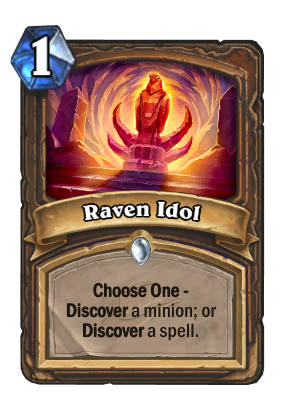 1
Raven Idol
Choose One -
Discover a minion; or
Discover a spell.